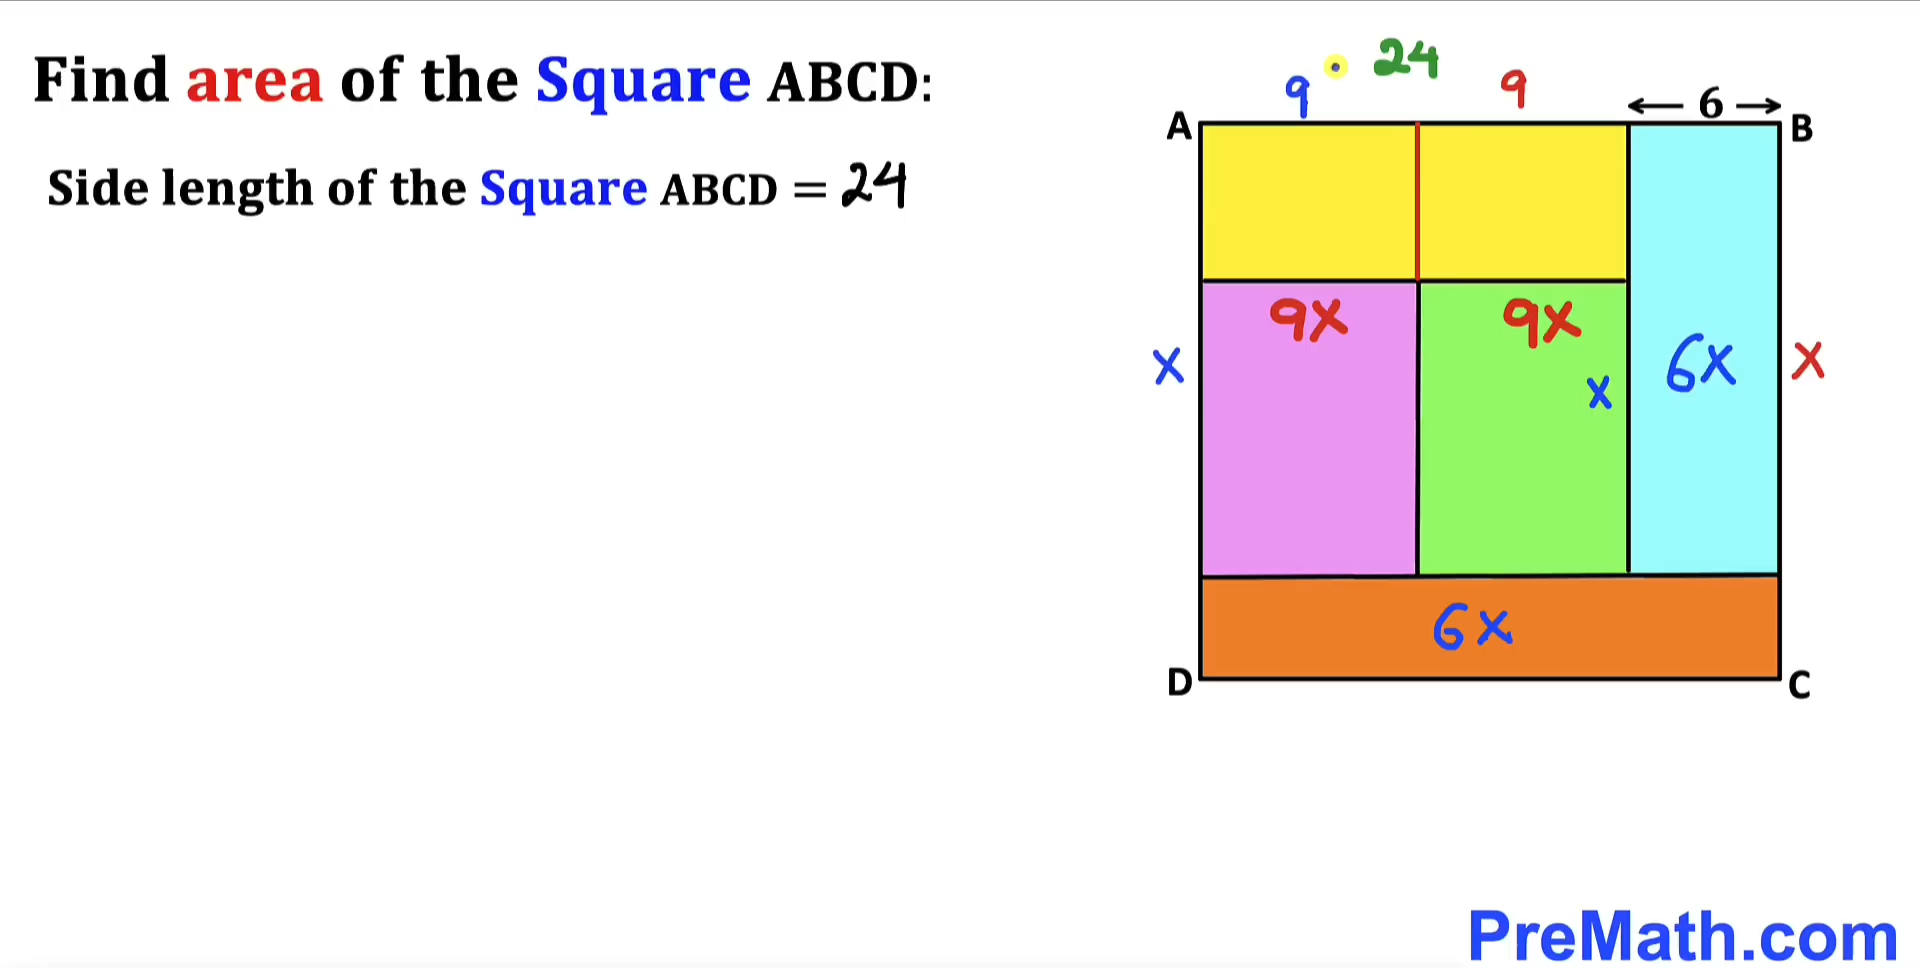 Find area of the Square ABCD:
Side length of the Square ABCD = 24
24
9
9
← 6 →
A
B
9x
9x
x
x
6x
x
6x
D
C
PreMath.com